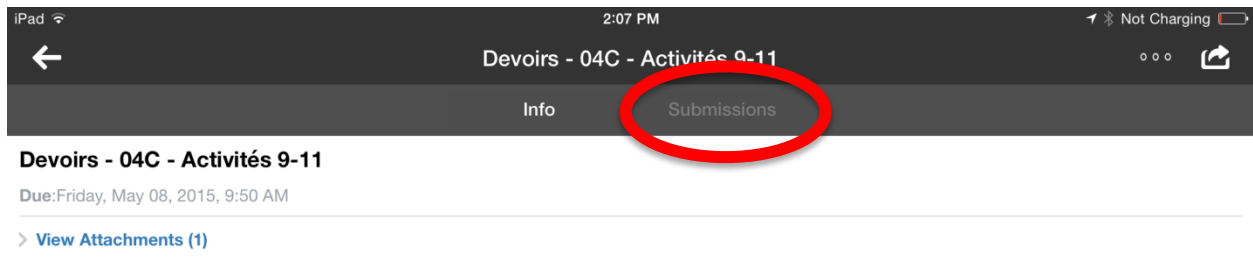 iPad 2:07 PM Not Charging
Devoirs - 04C - Activités 9-11
Info Submissions
Devoirs - 04C - Activités 9-11
Due:Friday, May 08, 2015, 9:50 AM
View Attachments (1)